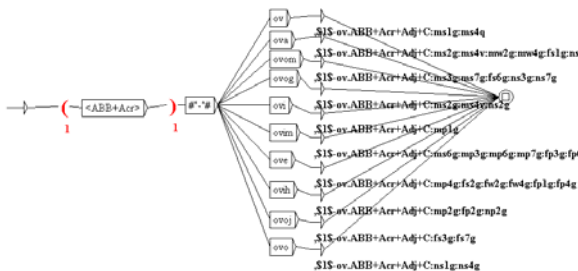 ov
,$1$-ov.ABB+Acr+Adj+C:ms1g:ms4q
ova
,$1$-ov.ABB+Acr+Adj+C:ms2g:ms4v:mw2g:mw4g:fs1g:ns
ovom
,$1$-ov.ABB+Acr+Adj+C:ms3g:ms7g:fs6g:ns3g:ns7g
ovog
,$1$-ov.ABB+Acr+Adj+C:ms2g:ms4v:ns2g
<ABB+Acr>
#"-"#
1
1
ovi
,$1$-ov.ABB+Acr+Adj+C:mp1g
ovim
,$1$-ov.ABB+Acr+Adj+C:ms6g:mp3g:mp6g:mp7g:fp3g:fp6
ove
,$1$-ov.ABB+Acr+Adj+C:mp4g:fs2g:fw2g:fw4g:fp1g:fp4g
ovih
,$1$-ov.ABB+Acr+Adj+C:mp2g:fp2g:np2g
ovoj
,$1$-ov.ABB+Acr+Adj+C:fs3g:fs7g
ovo
,$1$-ov.ABB+Acr+Adj+C:ns1g:ns4g